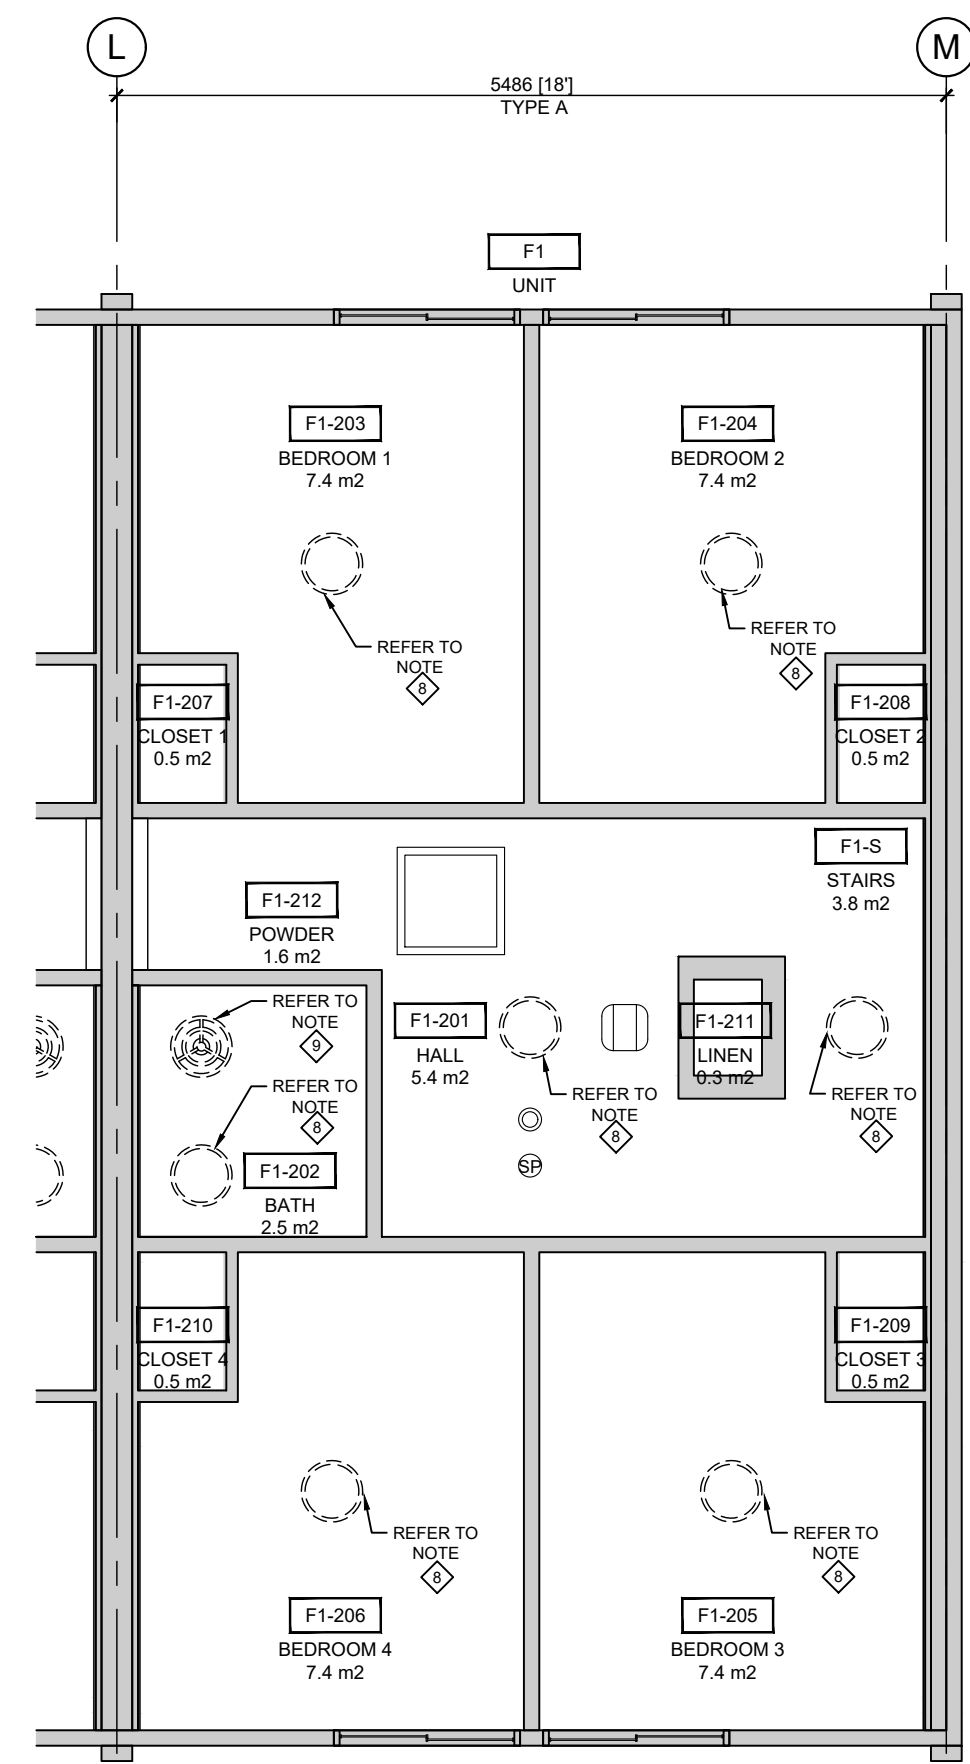 L
M
5486 [18']
TYPE A
F1
UNIT
F1-203
BEDROOM 1
7.4 m2
F1-204
BEDROOM 2
7.4 m2
REFER TO
NOTE
8
REFER TO
NOTE
8
F1-207
CLOSET 1
0.5 m2
F1-208
CLOSET 2
0.5 m2
F1-S
STAIRS
3.8 m2
F1-212
POWDER
1.6 m2
REFER TO
NOTE
9
F1-201
HALL
5.4 m2
F1-211
LINEN
0.3 m2
REFER TO
NOTE
8
REFER TO
NOTE
8
REFER TO
NOTE
8
SP
F1-202
BATH
2.5 m2
F1-210
CLOSET 4
0.5 m2
F1-209
CLOSET 3
0.5 m2
REFER TO
NOTE
8
REFER TO
NOTE
8
F1-206
BEDROOM 4
7.4 m2
F1-205
BEDROOM 3
7.4 m2